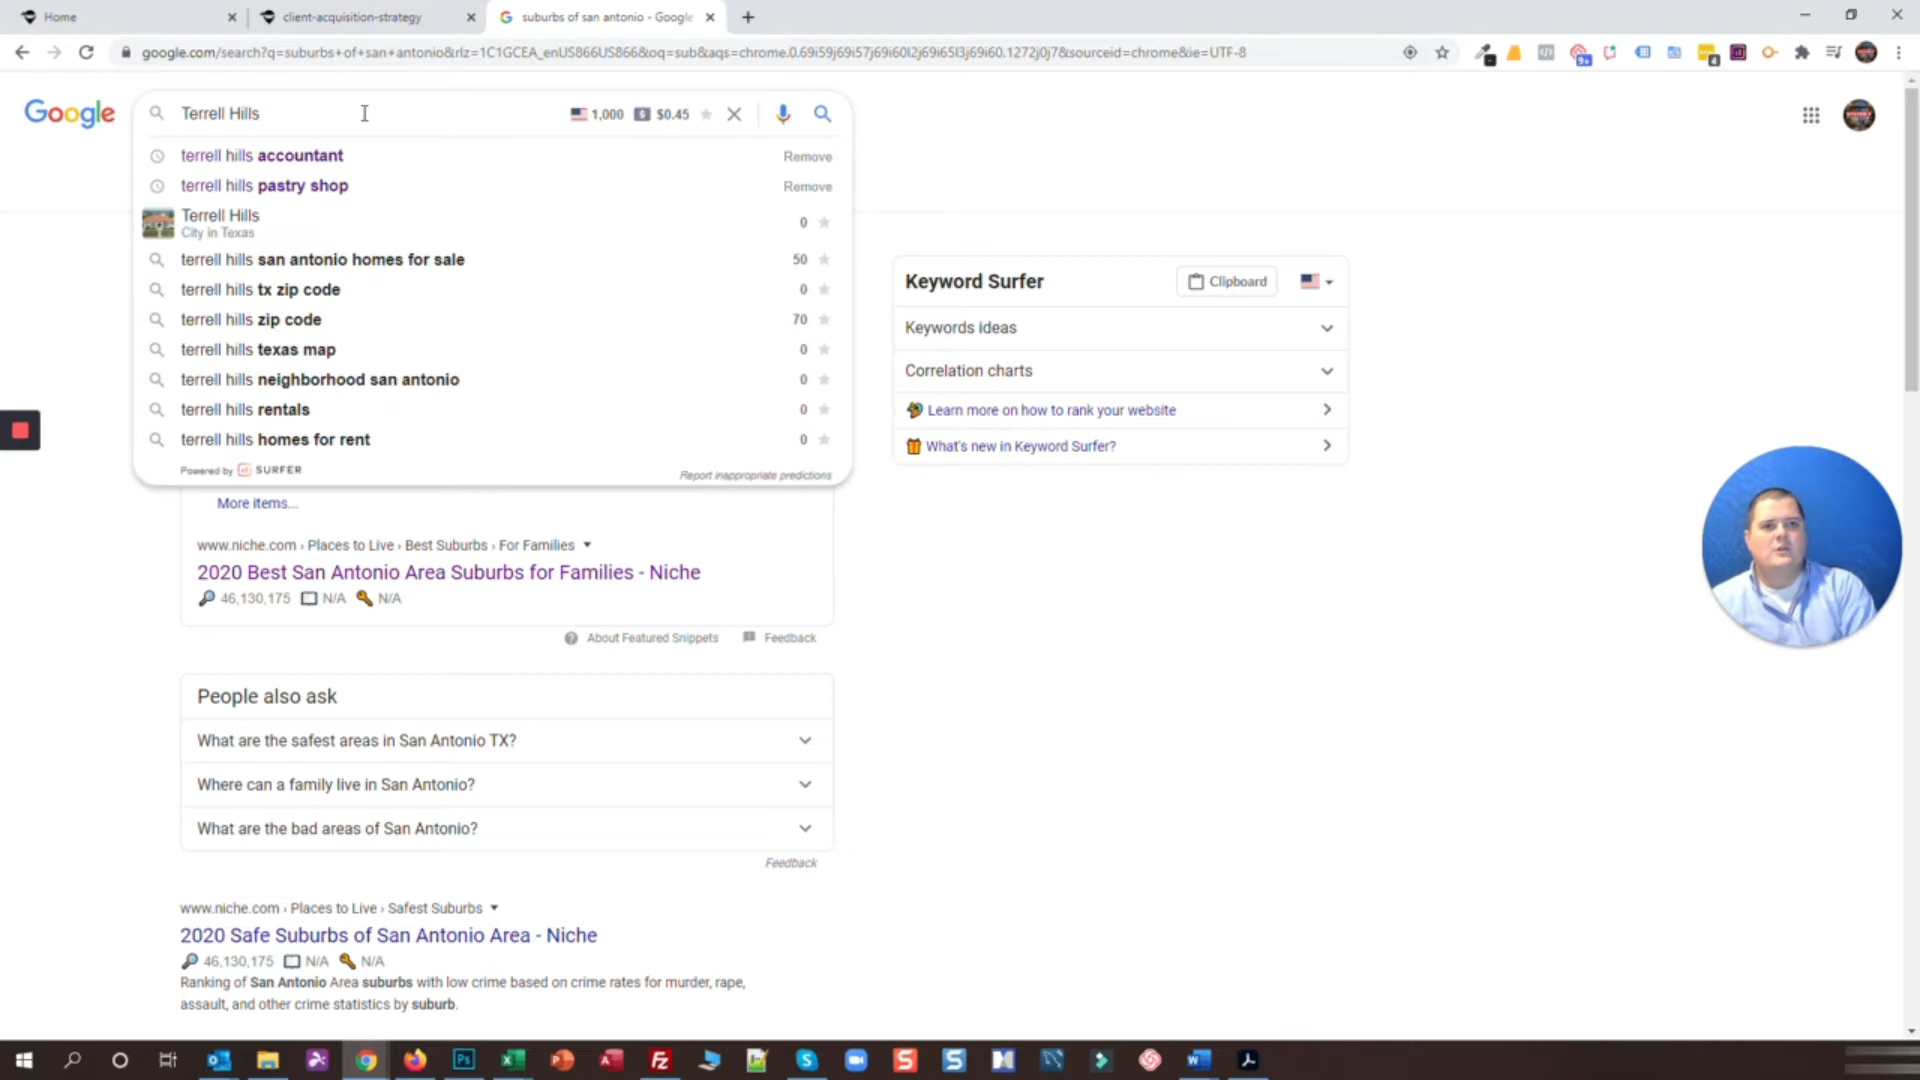 Home
client-acquisition-strategy
suburbs of san antonio - Google
google.com/search?q=suburbs+of+san+antonio&rlz=1C1GCEA_enUS866US866&oq=sub&aqs=chrome.0.69i59j69i57j69i60l2j69i65l3j69i60.1272j0j7&sourceid=chrome&ie=UTF-8
Google
Terrell Hills
1,000
$0.45
terrell hills accountant
Remove
terrell hills pastry shop
Remove
Terrell Hills
City in Texas
0
terrell hills san antonio homes for sale
50
terrell hills tx zip code
0
terrell hills zip code
70
terrell hills texas map
0
terrell hills neighborhood san antonio
0
terrell hills rentals
0
terrell hills homes for rent
0
Powered by SURFER
Report inappropriate predictions
Keyword Surfer
Clipboard
Keywords ideas
Correlation charts
Learn more on how to rank your website
What's new in Keyword Surfer?
More items...
www.niche.com › Places to Live › Best Suburbs › For Families
2020 Best San Antonio Area Suburbs for Families - Niche
46,130,175 N/A N/A
About Featured Snippets
Feedback
People also ask
What are the safest areas in San Antonio TX?
Where can a family live in San Antonio?
What are the bad areas of San Antonio?
Feedback
www.niche.com › Places to Live › Safest Suburbs
2020 Safe Suburbs of San Antonio Area - Niche
46,130,175 N/A N/A
Ranking of San Antonio Area suburbs with low crime based on crime rates for murder, rape,
assault, and other crime statistics by suburb.